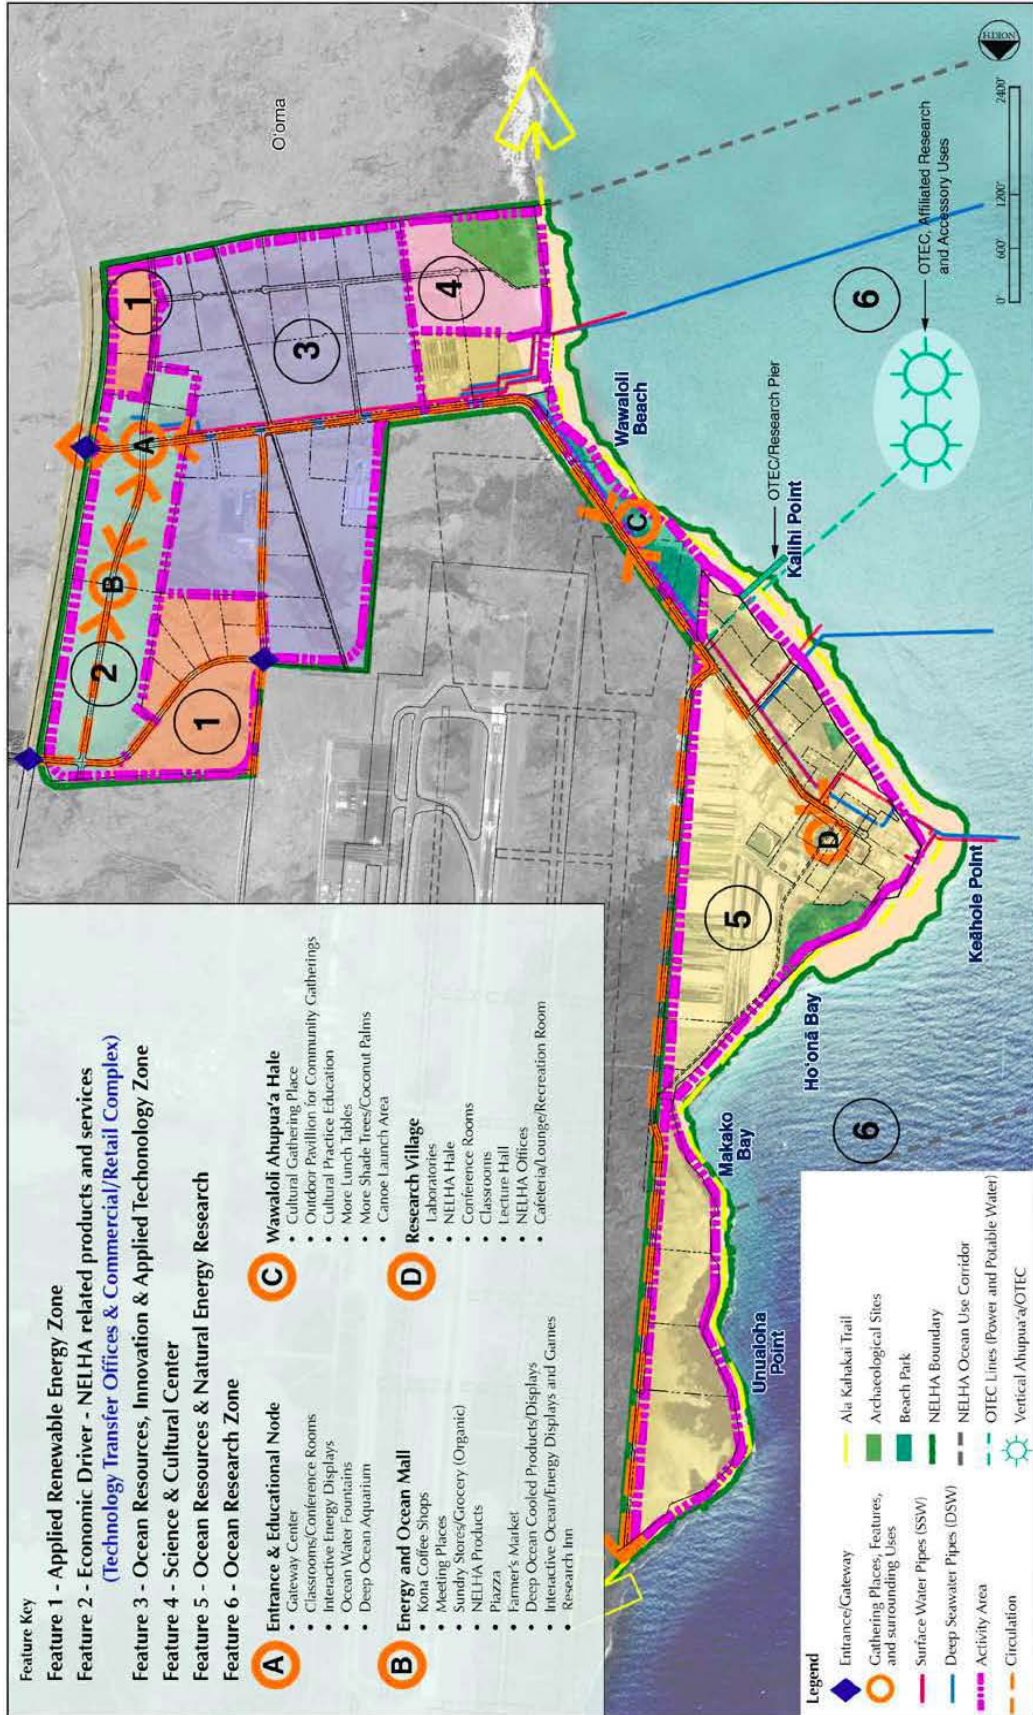 Feature Key
Feature 1 - Applied Renewable Energy Zone
Feature 2 - Economic Driver - NELHA related products and services
(Technology Transfer Offices & Commercial/Retail Complex)
Feature 3 - Ocean Resources, Innovation & Applied Techonology Zone
Feature 4 - Science & Cultural Center
Feature 5 - Ocean Resources & Natural Energy Research
Feature 6 - Ocean Research Zone
A Entrance & Educational Node
• Gateway Center
• Classrooms/Conference Rooms
• Interactive Energy Displays
• Ocean Water Fountains
• Deep Ocean Aquarium
B Energy and Ocean Mall
• Kona Coffee Shops
• Meeting Places
• Sundry Stores/Grocery (Organic)
• NELHA Products
• Piazza
• Farmer's Market
• Deep Ocean Cooled Products/Displays
• Interactive Ocean/Energy Displays and Games
• Research Inn
C Wawaloli Ahupua'a Hale
• Cultural Gathering Place
• Outdoor Pavillion for Community Gatherings
• Cultural Practice Education
• More Lunch Tables
• More Shade Trees/Coconut Palms
• Canoe Launch Area
D Research Village
• Laboratories
• NELHA Hale
• Conference Rooms
• Classrooms
• Lecture Hall
• NELHA Offices
• Cafeteria/Lounge/Recreation Room
Legend
Entrance/Gateway
Gathering Places, Features,
and surrounding Uses
Surface Water Pipes (SSW)
Deep Seawater Pipes (DSW)
Activity Area
Circulation
Ala Kahakai Trail
Archaeological Sites
Beach Park
NELHA Boundary
NELHA Ocean Use Corridor
OTEC Lines (Power and Potable Water)
Vertical Ahupua'a/OTEC
O'oma
1
2
A
B
1
3
4
C
5
D
6
6
Wawaloli
Beach
Kalihi Point
OTEC/Research Pier
OTEC, Affiliated Research
and Accessory Uses
Keāhole Point
Ho'onā Bay
Makako
Bay
Unualoha
Point
0' 600' 1200' 2400'
NORTH